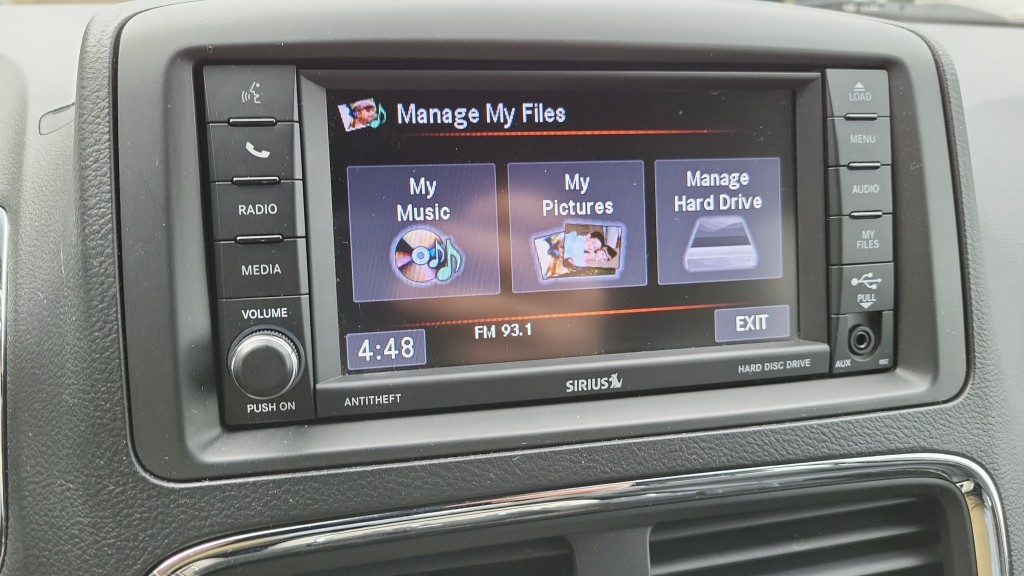 Manage My Files
My
Music
My
Pictures
Manage
Hard Drive
4:48
FM 93.1
EXIT
RADIO
MEDIA
VOLUME
PUSH ON
ANTITHEFT
SIRIUS
HARD DISC DRIVE
LOAD
MENU
AUDIO
MY
FILES
PULL
AUX